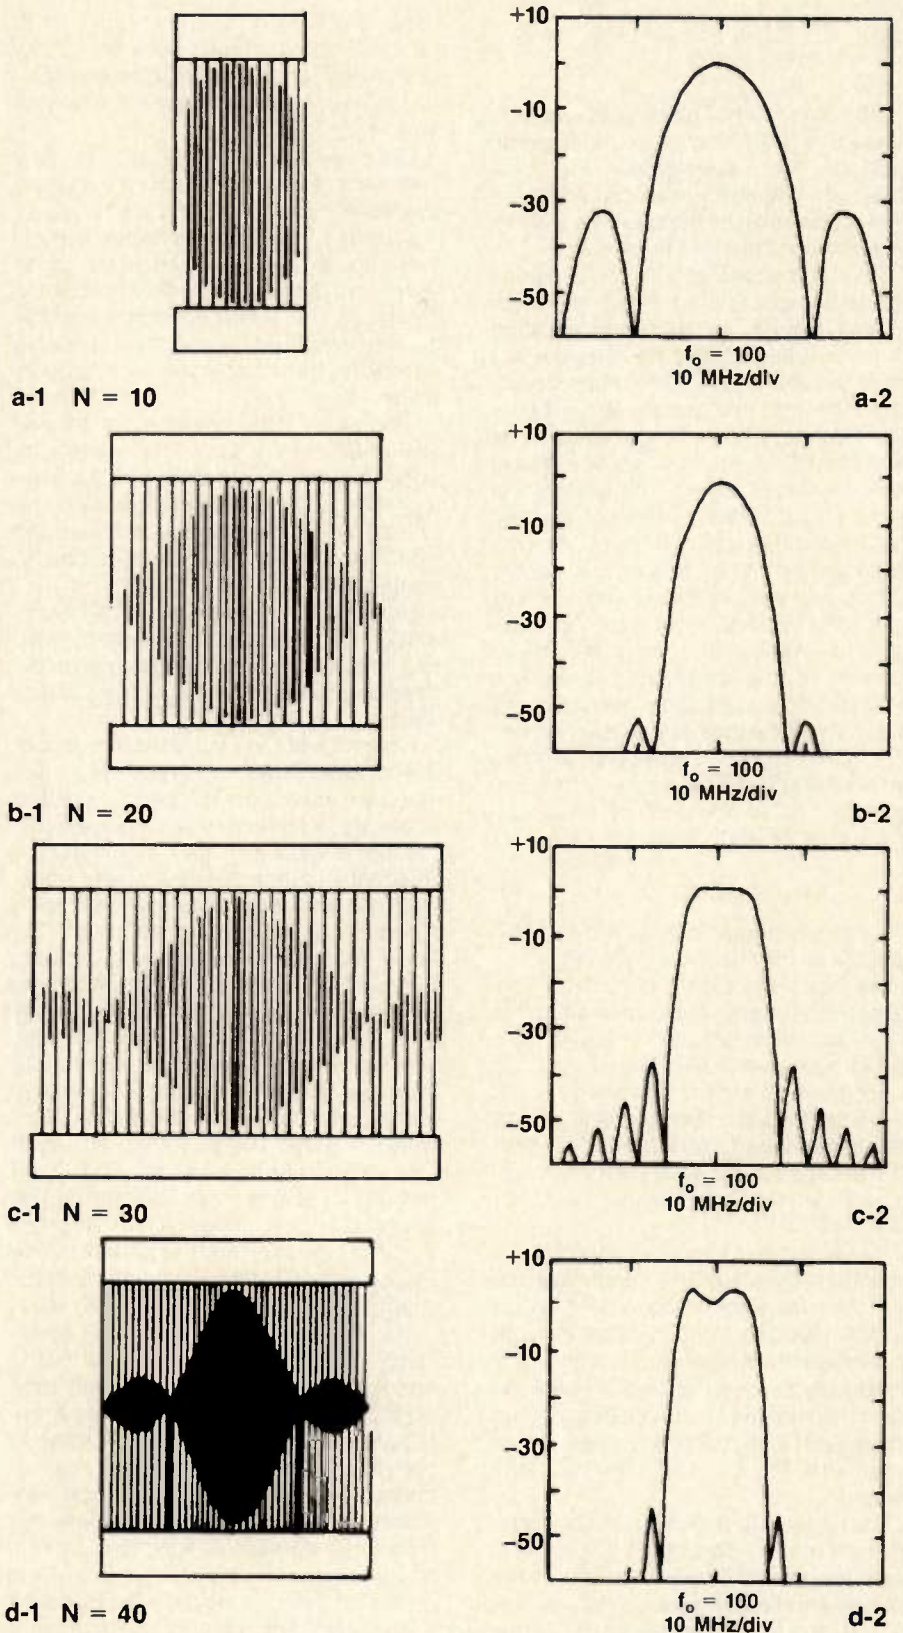 +10
-10
-30
-50
f₀ = 100
10 MHz/div
a-1 N = 10
a-2
+10
-10
-30
-50
f₀ = 100
10 MHz/div
b-1 N = 20
b-2
+10
-10
-30
-50
f₀ = 100
10 MHz/div
c-1 N = 30
c-2
+10
-10
-30
-50
f₀ = 100
10 MHz/div
d-1 N = 40
d-2